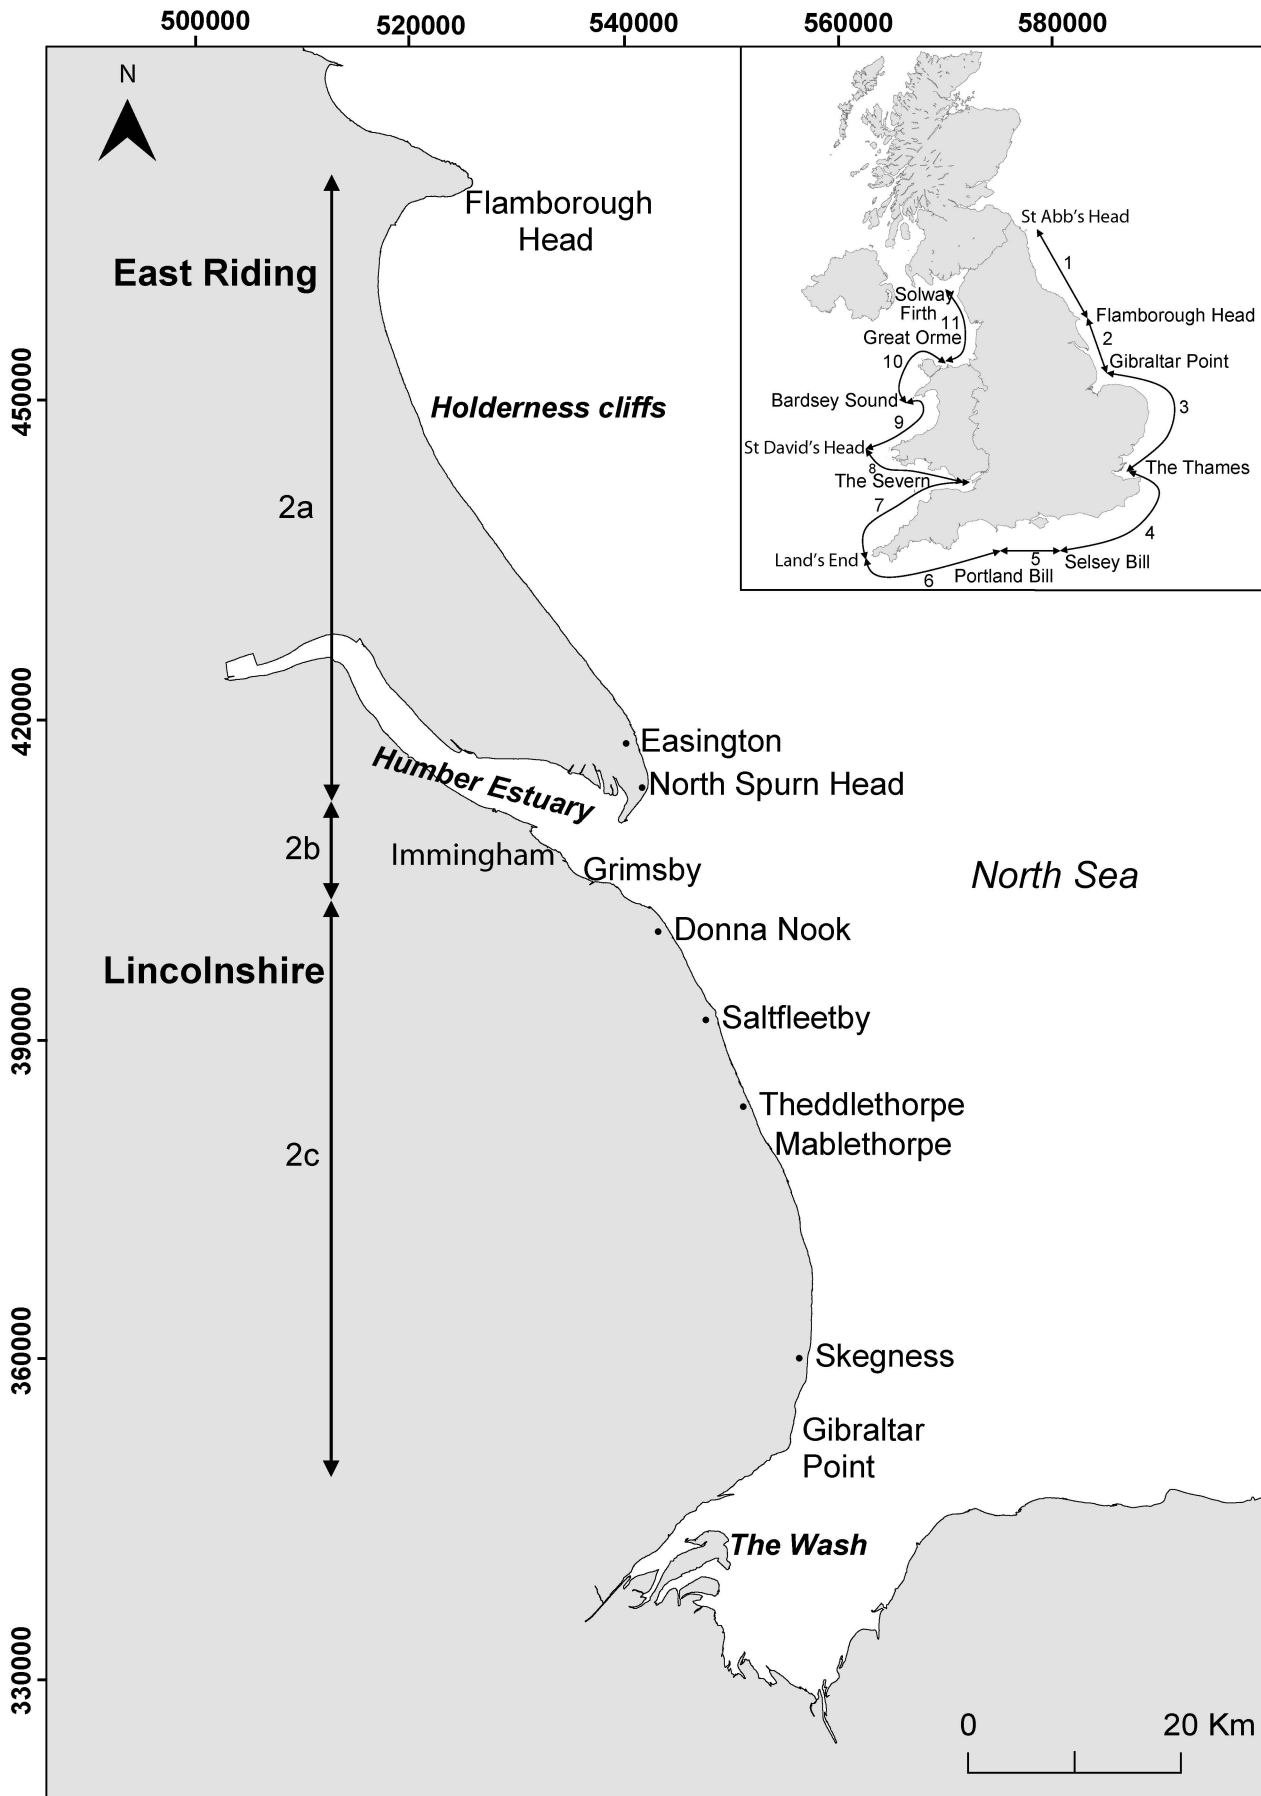 500000
520000
540000
560000
580000
N
Flamborough
Head
East Riding
450000
Holderness cliffs
2a
420000
Easington
North Spurn Head
Humber Estuary
2b
Immingham
Grimsby
North Sea
Donna Nook
Lincolnshire
Saltfleetby
390000
Theddlethorpe
Mablethorpe
2c
360000
Skegness
Gibraltar
Point
The Wash
330000
0
20 Km
St Abb's Head
1
Solway
Firth
Flamborough Head
11
2
Great Orme
10
Gibraltar Point
Bardsey Sound
3
9
St David's Head
8
The Thames
The Severn
7
4
Land's End
5
Selsey Bill
6
Portland Bill